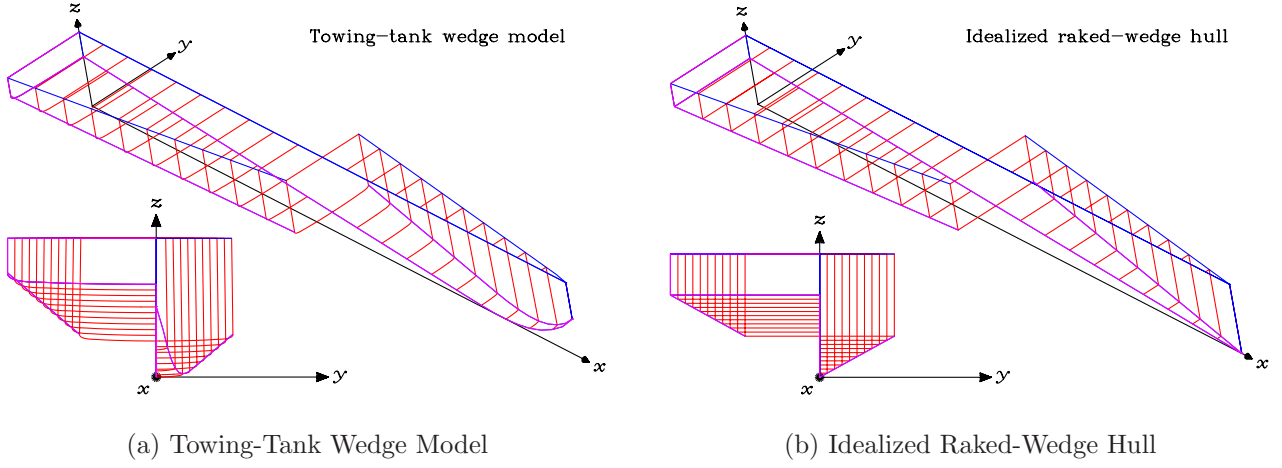 z
y
Towing-tank wedge model
z
x
y
x
(a) Towing-Tank Wedge Model
z
y
Idealized raked-wedge hull
z
x
y
x
(b) Idealized Raked-Wedge Hull